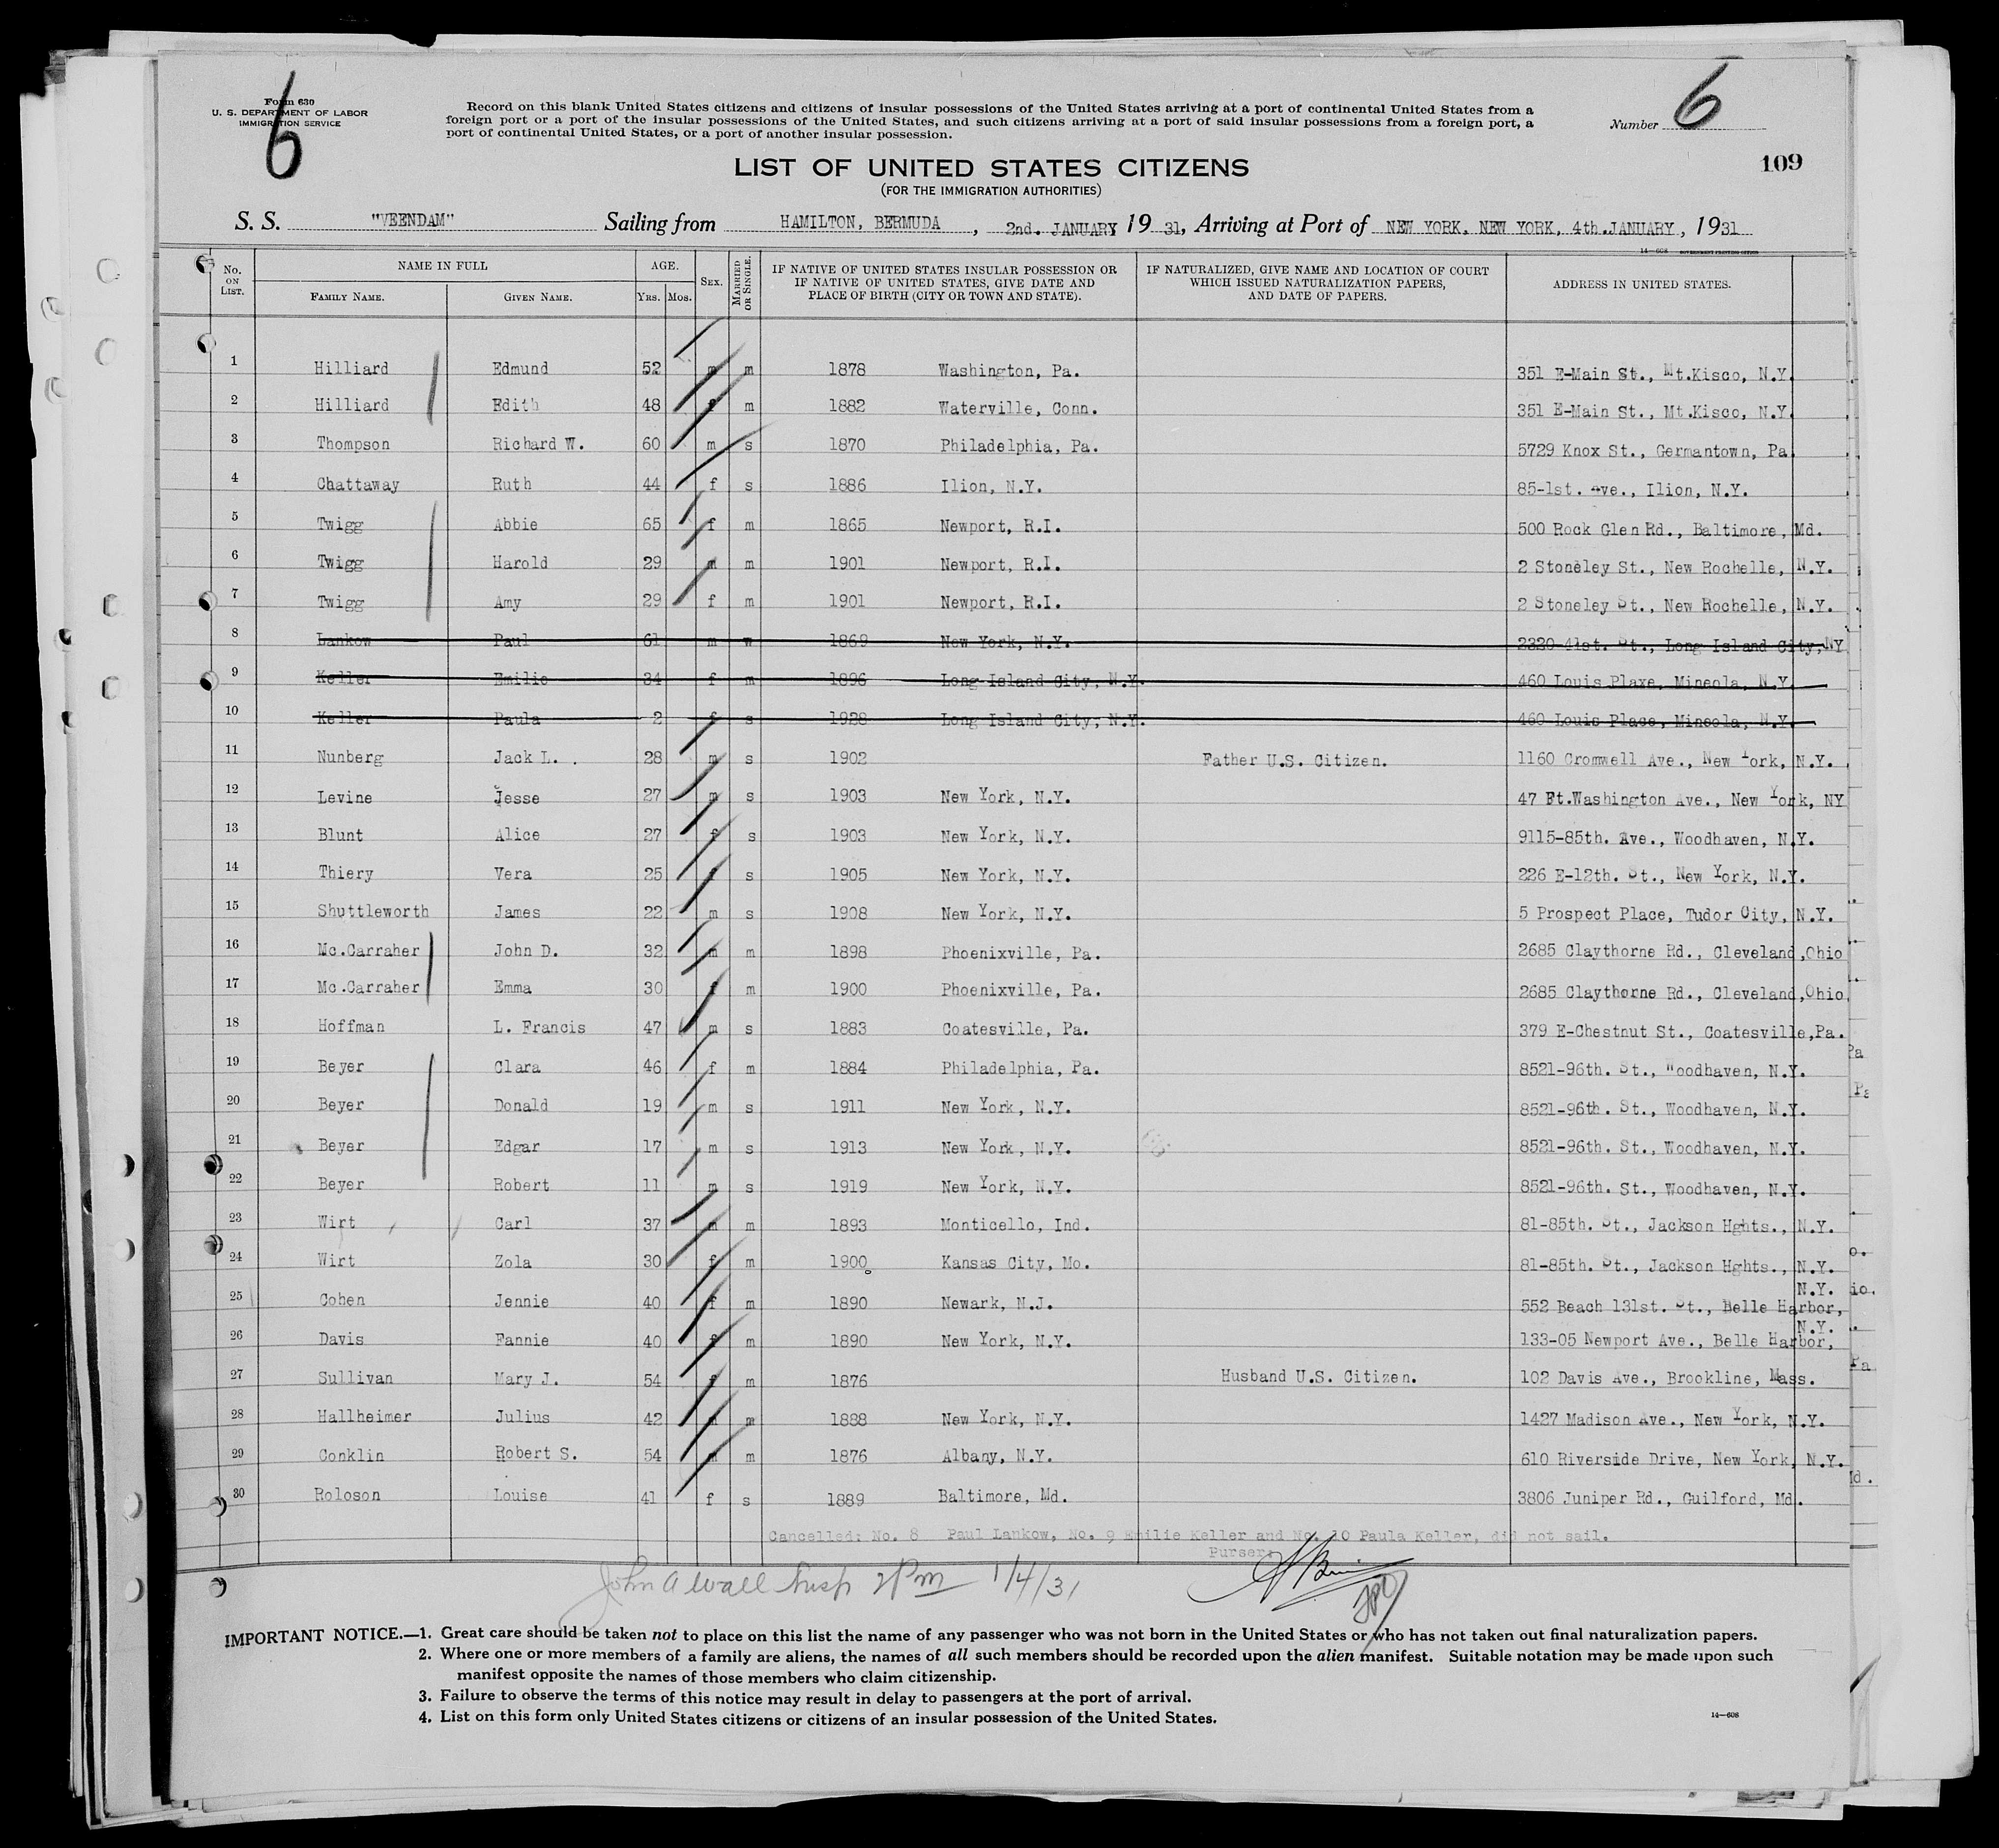 Form 630
U. S. DEPARTMENT OF LABOR
IMMIGRATION SERVICE
6
Record on this blank United States citizens and citizens of insular possessions of the United States arriving at a port of continental United States from a
foreign port or a port of the insular possessions of the United States, and such citizens arriving at a port of said insular possessions from a foreign port, a
port of continental United States, or a port of another insular possession.
Number 6
109
LIST OF UNITED STATES CITIZENS
(FOR THE IMMIGRATION AUTHORITIES)
S. S. "VEENDAM" Sailing from HAMILTON, BERMUDA, 2nd. JANUARY 19 31, Arriving at Port of NEW YORK, NEW YORK, 4th.JANUARY, 1931
14—608 GOVERNMENT PRINTING OFFICE
No. ON LIST. NAME IN FULL AGE. SEX. MARRIED OR SINGLE. IF NATIVE OF UNITED STATES INSULAR POSSESSION OR IF NATIVE OF UNITED STATES, GIVE DATE AND PLACE OF BIRTH (CITY OR TOWN AND STATE). IF NATURALIZED, GIVE NAME AND LOCATION OF COURT WHICH ISSUED NATURALIZATION PAPERS, AND DATE OF PAPERS. ADDRESS IN UNITED STATES.
FAMILY NAME. GIVEN NAME. YRS. MOS.
1 Hilliard Edmund 52 m m 1878 Washington, Pa. 351 E-Main St., Mt.Kisco, N.Y.
2 Hilliard Edith 48 f m 1882 Waterville, Conn. 351 E-Main St., Mt.Kisco, N.Y.
3 Thompson Richard W. 60 m s 1870 Philadelphia, Pa. 5729 Knox St., Germantown, Pa.
4 Chattaway Ruth 44 f s 1886 Ilion, N.Y. 85-1st. Ave., Ilion, N.Y.
5 Twigg Abbie 65 f m 1865 Newport, R.I. 500 Rock Glen Rd., Baltimore, Md.
6 Twigg Harold 29 m m 1901 Newport, R.I. 2 Stoneley St., New Rochelle, N.Y.
7 Twigg Amy 29 f m 1901 Newport, R.I. 2 Stoneley St., New Rochelle, N.Y.
8 Lankow Paul 61 m w 1869 New York, N.Y. 2320 41st. St., Long Island City, NY
9 Keller Emilie 34 f m 1896 Long Island City, N.Y. 460 Louis Plaxe, Mineola, N.Y.
10 Keller Paula 2 f s 1928 Long Island City, N.Y. 460 Louis Place, Mineola, N.Y.
11 Nunberg Jack L. . 28 m s 1902 Father U.S. Citizen. 1160 Cromwell Ave., New York, N.Y.
12 Levine Jesse 27 m s 1903 New York, N.Y. 47 Ft.Washington Ave., New York, NY
13 Blunt Alice 27 f s 1903 New York, N.Y. 9115-85th. Ave., Woodhaven, N.Y.
14 Thiery Vera 25 f s 1905 New York, N.Y. 226 E-12th. St., New York, N.Y.
15 Shuttleworth James 22 m s 1908 New York, N.Y. 5 Prospect Place, Tudor City, N.Y.
16 Mc.Carraher John D. 32 m m 1898 Phoenixville, Pa. 2685 Claythorne Rd., Cleveland,Ohio
17 Mc.Carraher Emma 30 f m 1900 Phoenixville, Pa. 2685 Claythorne Rd., Cleveland,Ohio
18 Hoffman L. Francis 47 m s 1883 Coatesville, Pa. 379 E-Chestnut St., Coatesville,Pa.
19 Beyer Clara 46 f m 1884 Philadelphia, Pa. 8521-96th. St., Woodhaven, N.Y.
20 Beyer Donald 19 m s 1911 New York, N.Y. 8521-96th. St., Woodhaven, N.Y.
21 Beyer Edgar 17 m s 1913 New York, N.Y. 8521-96th. St., Woodhaven, N.Y.
22 Beyer Robert 11 m s 1919 New York, N.Y. 8521-96th. St., Woodhaven, N.Y.
23 Wirt Carl 37 m m 1893 Monticello, Ind. 81-85th. St., Jackson Hghts., N.Y.
24 Wirt Zola 30 f m 1900 Kansas City, Mo. 81-85th. St., Jackson Hghts., N.Y.
25 Cohen Jennie 40 f m 1890 Newark, N.J. 552 Beach 131st. St., Belle Harbor, N.Y.
26 Davis Fannie 40 f m 1890 New York, N.Y. 133-05 Newport Ave., Belle Harbor, N.Y.
27 Sullivan Mary J. 54 f m 1876 Husband U.S. Citizen. 102 Davis Ave., Brookline, Mass.
28 Hallheimer Julius 42 m m 1888 New York, N.Y. 1427 Madison Ave., New York, N.Y.
29 Conklin Robert S. 54 m m 1876 Albany, N.Y. 610 Riverside Drive, New York, N.Y.
30 Roloson Louise 41 f s 1889 Baltimore, Md. 3806 Juniper Rd., Guilford, Md.
Cancelled: No. 8 Paul Lankow, No. 9 Emilie Keller and No. 10 Paula Keller, did not sail.
Purser:
John A Wall Insp 2 Pm 1/4/31
IMPORTANT NOTICE.—1. Great care should be taken not to place on this list the name of any passenger who was not born in the United States or who has not taken out final naturalization papers.
2. Where one or more members of a family are aliens, the names of all such members should be recorded upon the alien manifest. Suitable notation may be made upon such
manifest opposite the names of those members who claim citizenship.
3. Failure to observe the terms of this notice may result in delay to passengers at the port of arrival.
4. List on this form only United States citizens or citizens of an insular possession of the United States.
14—608